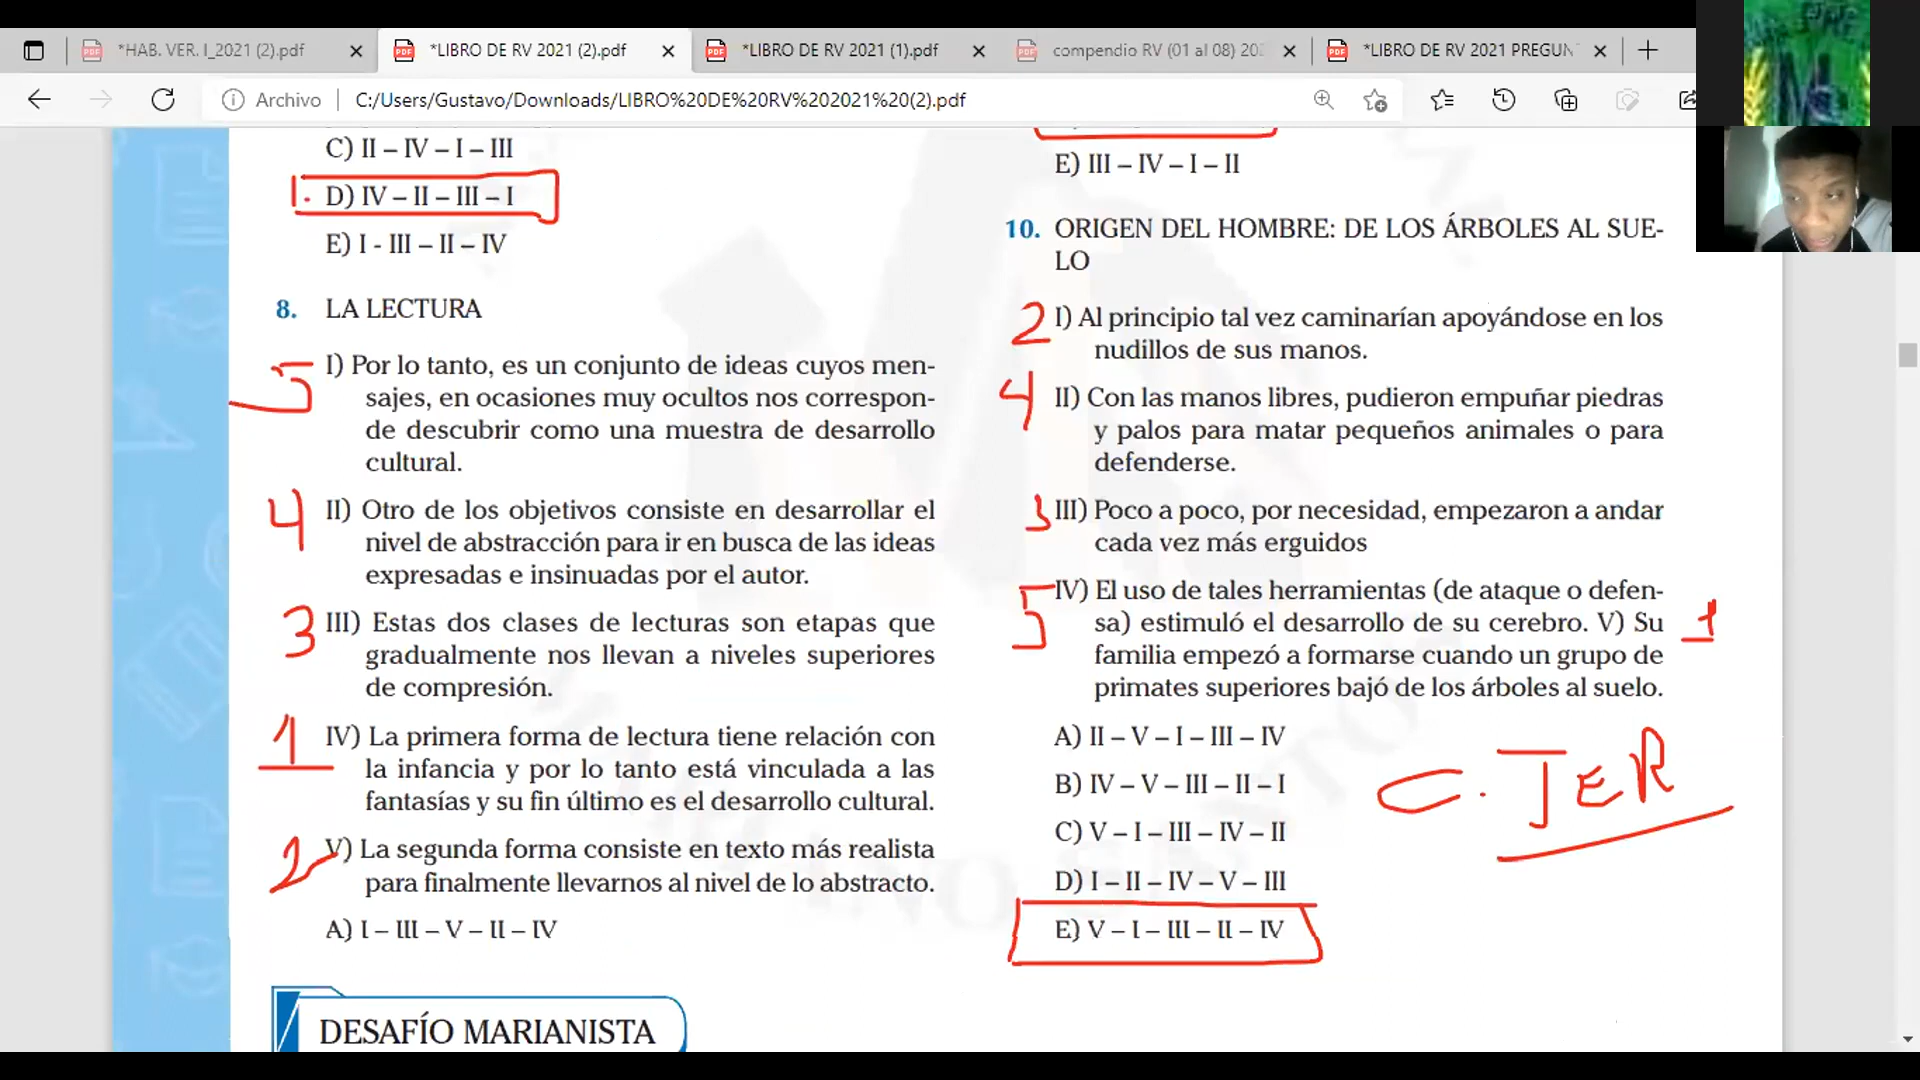 *HAB. VER. I_2021 (2).pdf
*LIBRO DE RV 2021 (2).pdf
*LIBRO DE RV 2021 (1).pdf
compendio RV (01 al 08) 202
*LIBRO DE RV 2021 PREGUN
Archivo
C:/Users/Gustavo/Downloads/LIBRO%20DE%20RV%202021%20(2).pdf
C) II – IV – I – III
1. D) IV – II – III – I
E) I - III – II – IV
8. LA LECTURA
5 I) Por lo tanto, es un conjunto de ideas cuyos men-
sajes, en ocasiones muy ocultos nos correspon-
de descubrir como una muestra de desarrollo
cultural.
4 II) Otro de los objetivos consiste en desarrollar el
nivel de abstracción para ir en busca de las ideas
expresadas e insinuadas por el autor.
3 III) Estas dos clases de lecturas son etapas que
gradualmente nos llevan a niveles superiores
de compresión.
1 IV) La primera forma de lectura tiene relación con
la infancia y por lo tanto está vinculada a las
fantasías y su fin último es el desarrollo cultural.
2 V) La segunda forma consiste en texto más realista
para finalmente llevarnos al nivel de lo abstracto.
A) I – III – V – II – IV
DESAFÍO MARIANISTA
E) III – IV – I – II
10. ORIGEN DEL HOMBRE: DE LOS ÁRBOLES AL SUE-
LO
2 I) Al principio tal vez caminarían apoyándose en los
nudillos de sus manos.
4 II) Con las manos libres, pudieron empuñar piedras
y palos para matar pequeños animales o para
defenderse.
3 III) Poco a poco, por necesidad, empezaron a andar
cada vez más erguidos
5 IV) El uso de tales herramientas (de ataque o defen-
sa) estimuló el desarrollo de su cerebro. V) Su 1
familia empezó a formarse cuando un grupo de
primates superiores bajó de los árboles al suelo.
A) II – V – I – III – IV
B) IV – V – III – II – I
C. JER
C) V – I – III – IV – II
D) I – II – IV – V – III
E) V – I – III – II – IV